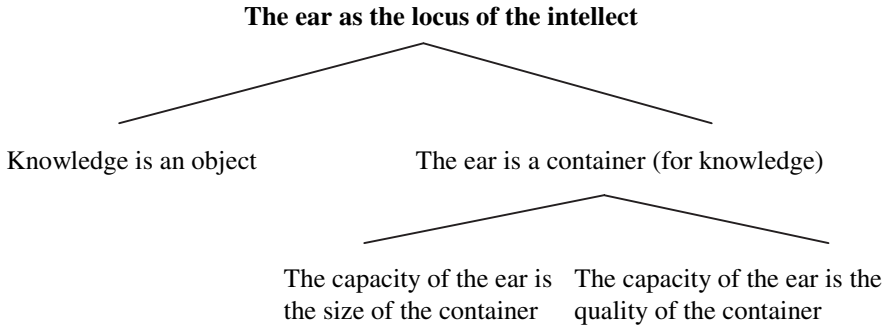 The ear as the locus of the intellect
Knowledge is an object
The ear is a container (for knowledge)
The capacity of the ear is
the size of the container
The capacity of the ear is the
quality of the container